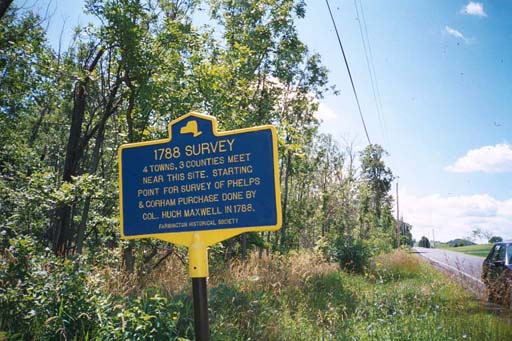 1788 SURVEY
4 TOWNS, 3 COUNTIES MEET
NEAR THIS SITE. STARTING
POINT FOR SURVEY OF PHELPS
& GORHAM PURCHASE DONE BY
COL. HUGH MAXWELL IN 1788.
FARMINGTON HISTORICAL SOCIETY